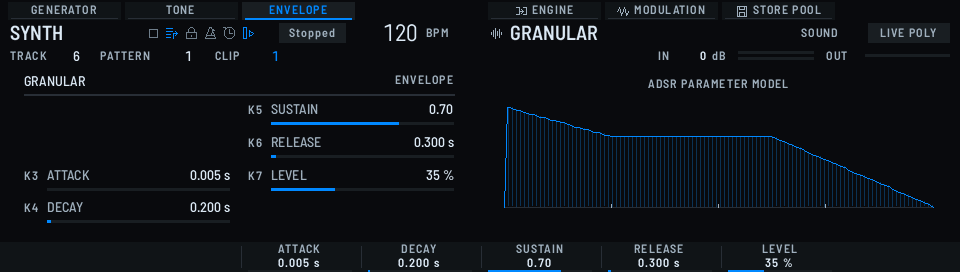 GENERATOR TONE ENVELOPE ENGINE MODULATION STORE POOL
SYNTH Stopped 120 BPM GRANULAR SOUND LIVE POLY
TRACK 6 PATTERN 1 CLIP 1 IN 0 dB OUT
GRANULAR ENVELOPE
ADSR PARAMETER MODEL
K5 SUSTAIN 0.70
K6 RELEASE 0.300 s
K3 ATTACK 0.005 s K7 LEVEL 35 %
K4 DECAY 0.200 s
ATTACK DECAY SUSTAIN RELEASE LEVEL
0.005 s 0.200 s 0.70 0.300 s 35 %